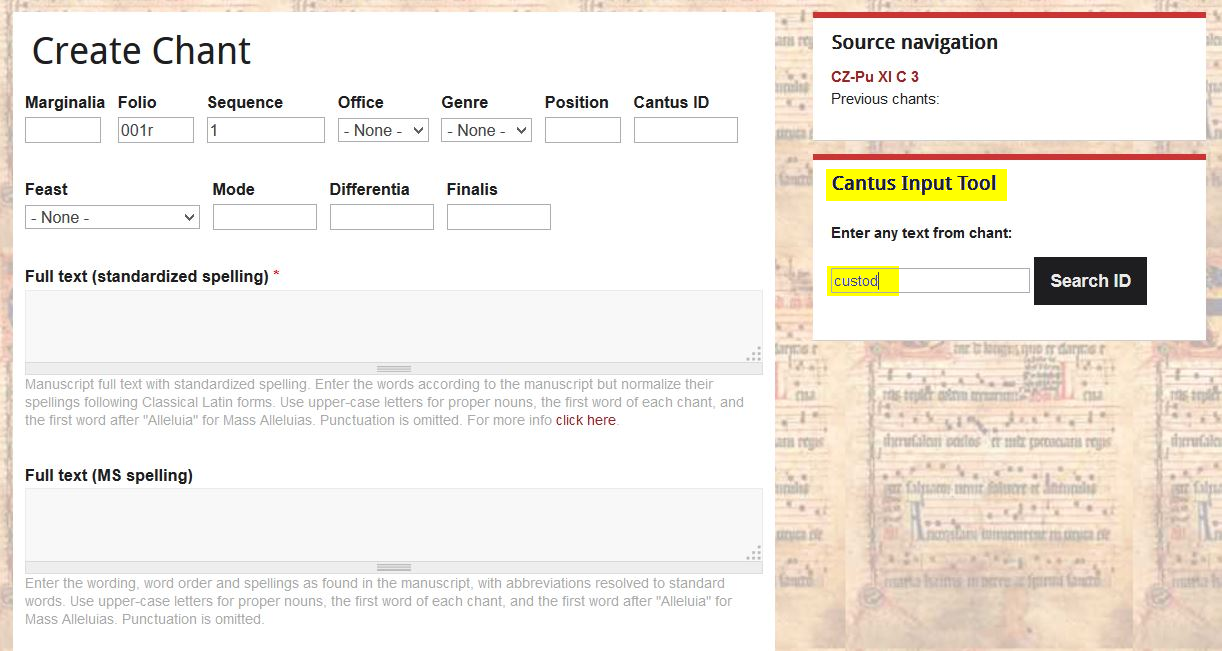 Create Chant
Marginalia Folio Sequence Office Genre Position Cantus ID
001r 1 - None - - None -
Feast Mode Differentia Finalis
- None -
Full text (standardized spelling) *
Manuscript full text with standardized spelling. Enter the words according to the manuscript but normalize their
spellings following Classical Latin forms. Use upper-case letters for proper nouns, the first word of each chant, and
the first word after "Alleluia" for Mass Alleluias. Punctuation is omitted. For more info click here.
Full text (MS spelling)
Enter the wording, word order and spellings as found in the manuscript, with abbreviations resolved to standard
words. Use upper-case letters for proper nouns, the first word of each chant, and the first word after "Alleluia" for
Mass Alleluias. Punctuation is omitted.
Source navigation
CZ-Pu XI C 3
Previous chants:
Cantus Input Tool
Enter any text from chant:
custod
Search ID